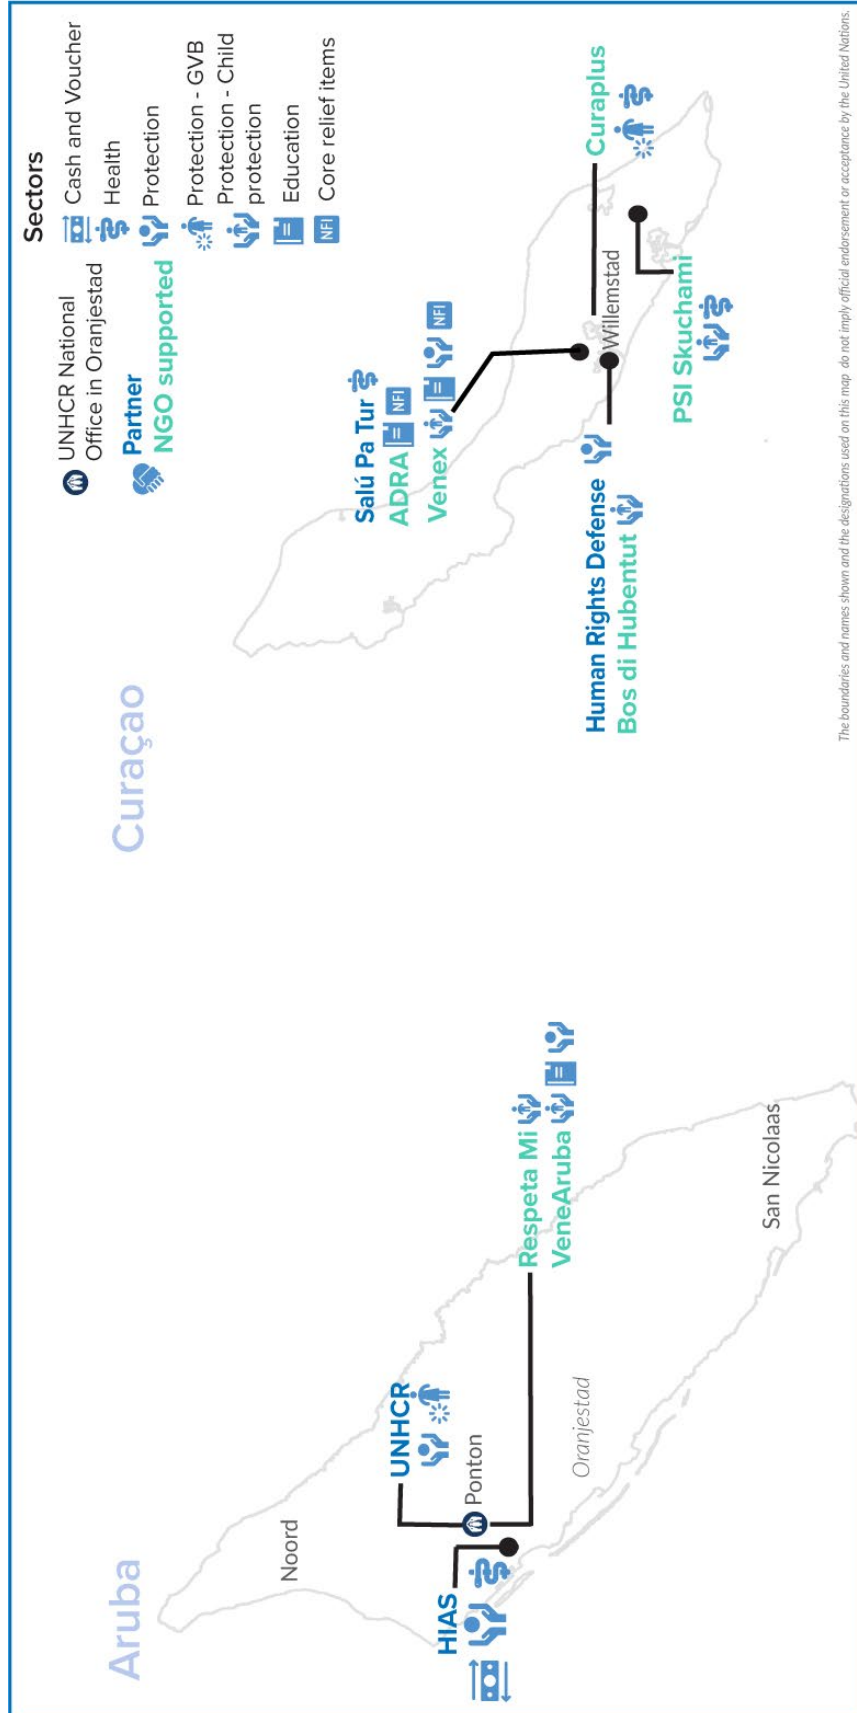 Aruba
Noord
HIAS
UNHCR
Ponton
Respeta Mi
VeneAruba
Oranjestad
San Nicolaas
Curaçao
UNHCR National
Office in Oranjestad
Partner
NGO supported
Sectors
Cash and Voucher
Health
Protection
Protection - GVB
Protection - Child
protection
Education
NFI Core relief items
Salú Pa Tur
ADRA NFI
Venex NFI
Human Rights Defense
Bos di Hubentut
Willemstad
Curaplus
PSI Skuchami
The boundaries and names shown and the designations used on this map do not imply official endorsement or acceptance by the United Nations.